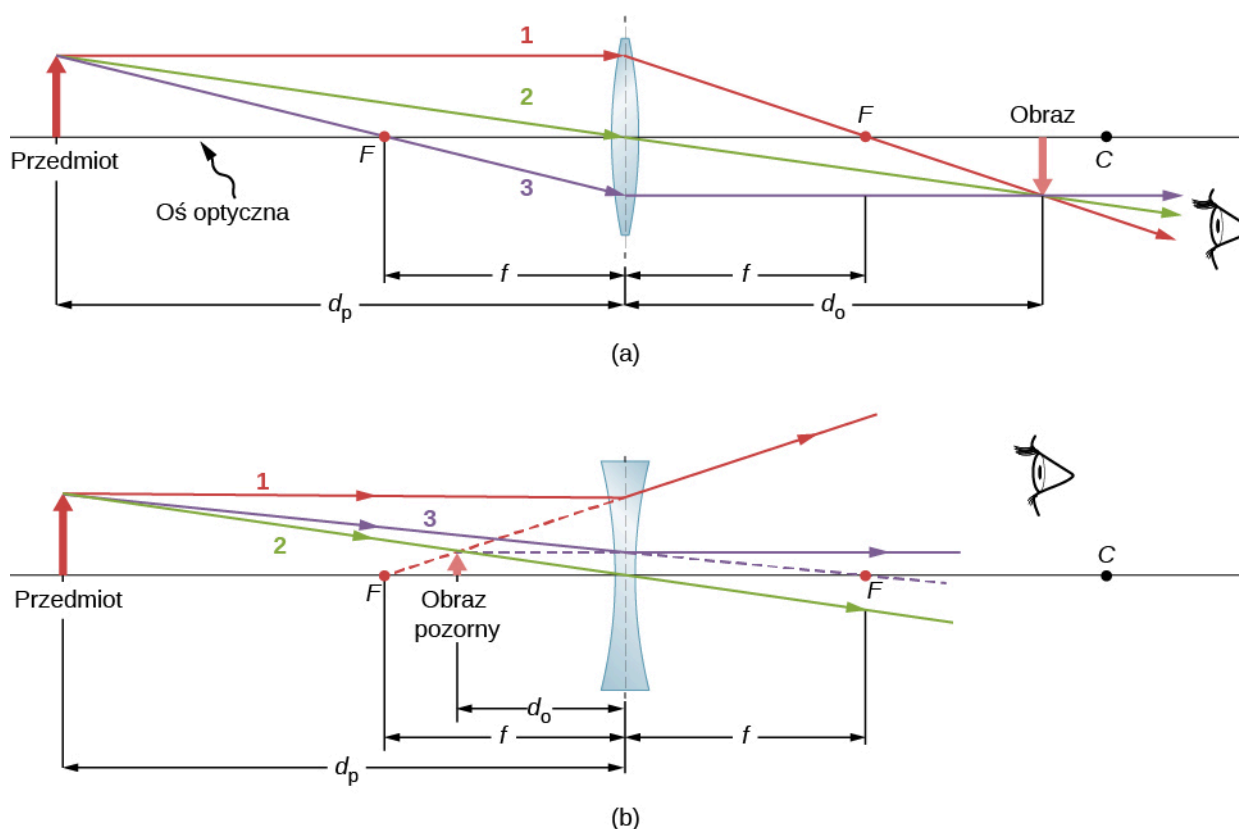 1
2
3
F
F
Obraz
C
Przedmiot
Oś optyczna
f
f
dₚ
dₒ
(a)
1
3
2
C
Przedmiot
F
Obraz
pozorny
F
dₒ
f
f
dₚ
(b)